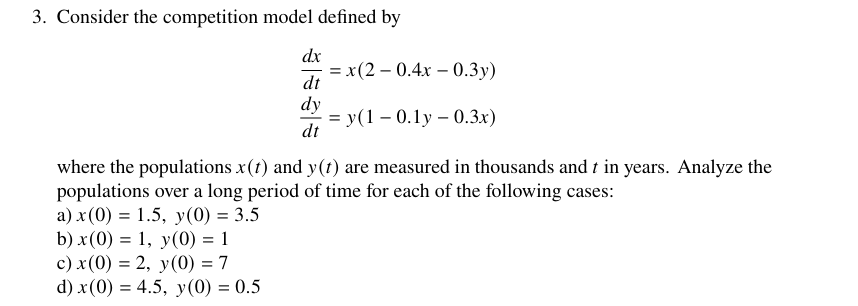 3. Consider the competition model defined by
dx/dt = x(2 − 0.4x − 0.3y)
dy/dt = y(1 − 0.1y − 0.3x)
where the populations x(t) and y(t) are measured in thousands and t in years. Analyze the
populations over a long period of time for each of the following cases:
a) x(0) = 1.5, y(0) = 3.5
b) x(0) = 1, y(0) = 1
c) x(0) = 2, y(0) = 7
d) x(0) = 4.5, y(0) = 0.5